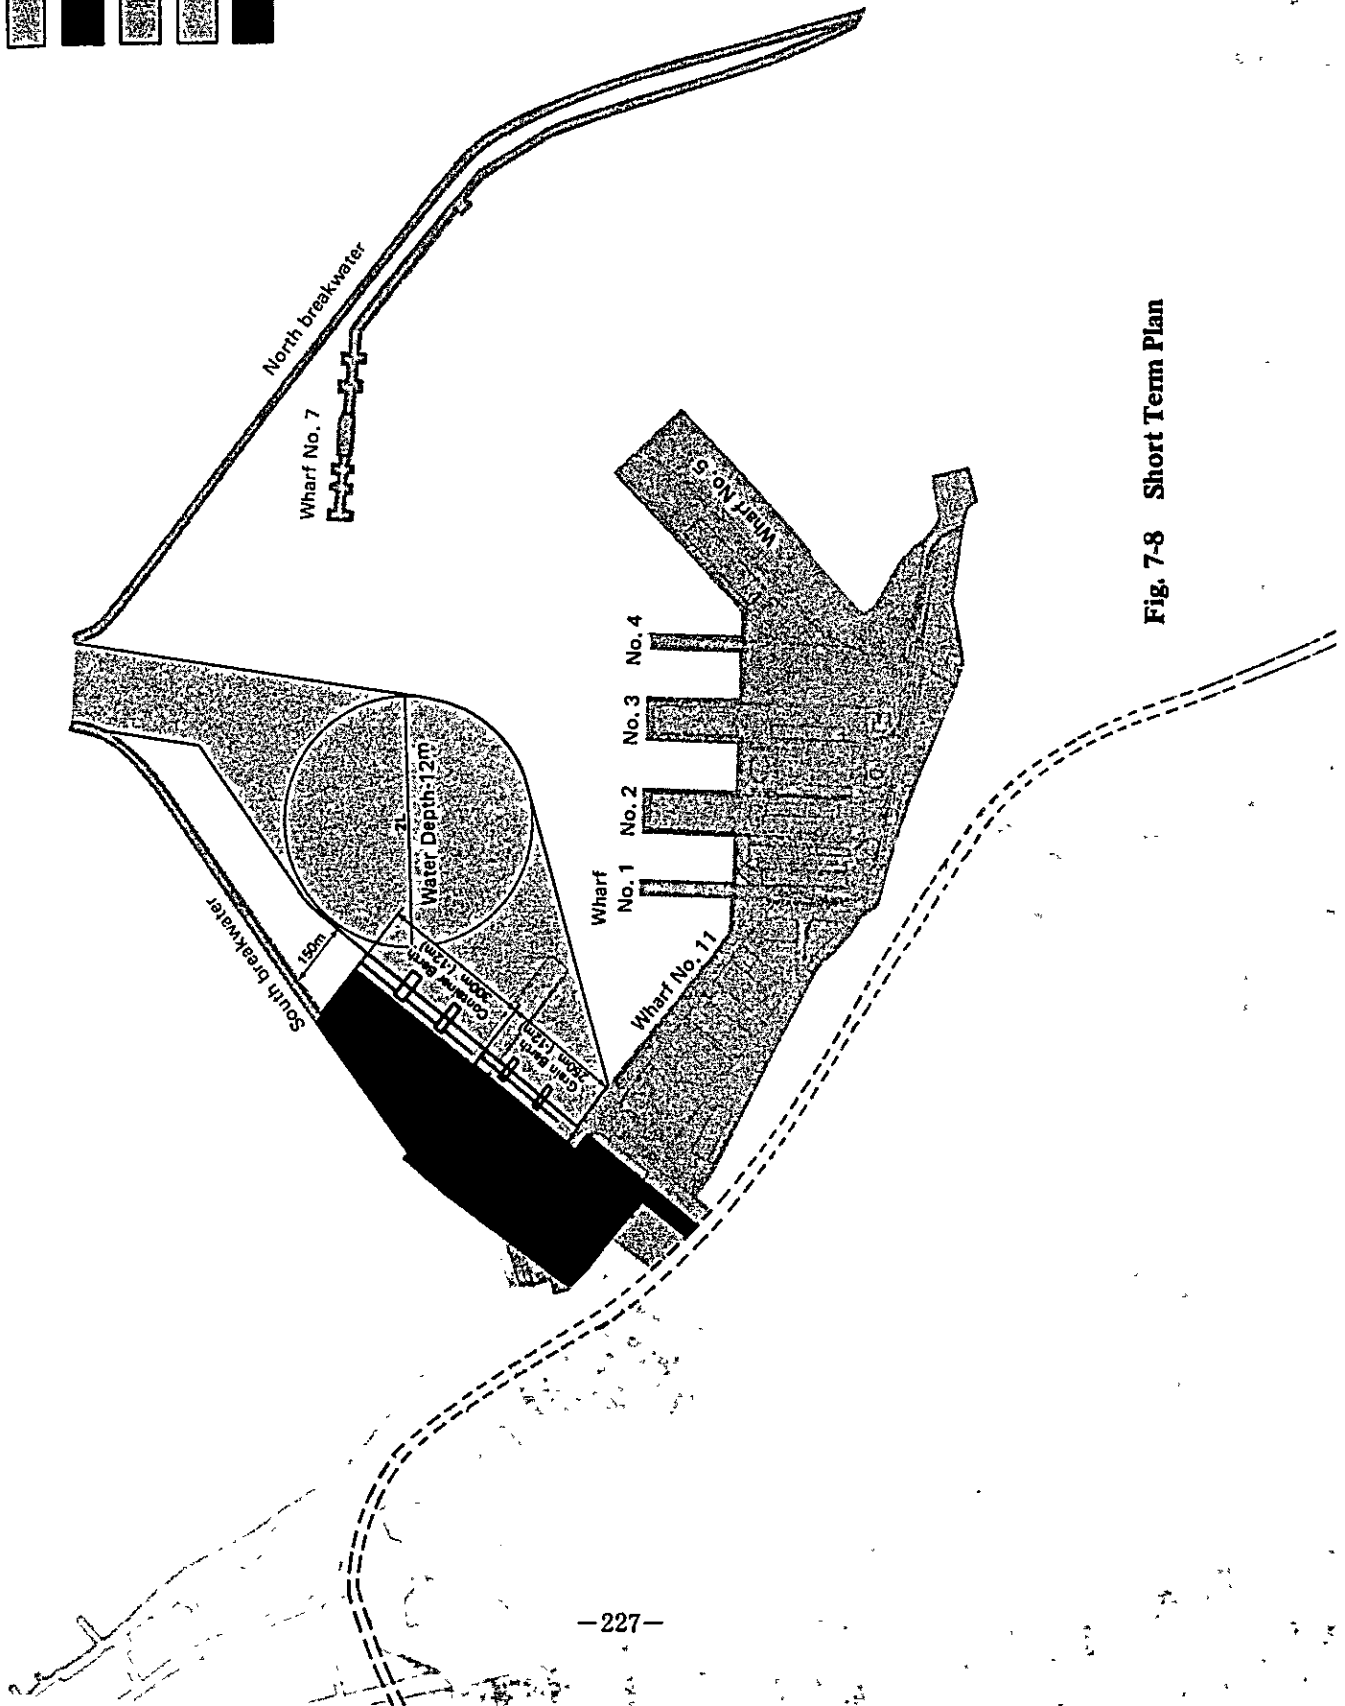 North breakwater
Wharf No. 7
South breakwater
150m
2L
Water Depth-12m
Container Berth
300m (-12m)
Grain Berth
250m (-12m)
Wharf No. 11
Wharf
No. 1
No. 2
No. 3
No. 4
Wharf No. 5
Fig. 7-8 Short Term Plan
-227-